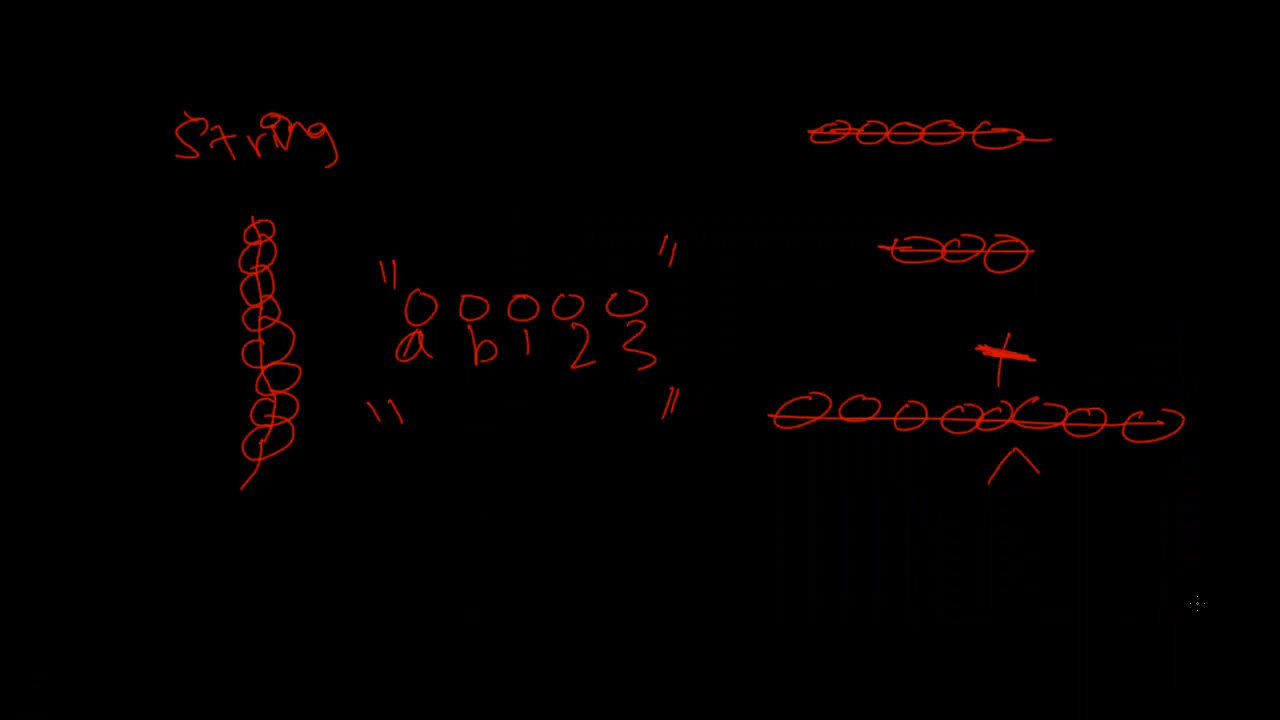 String
" "
a b 1 2 3
" "
+